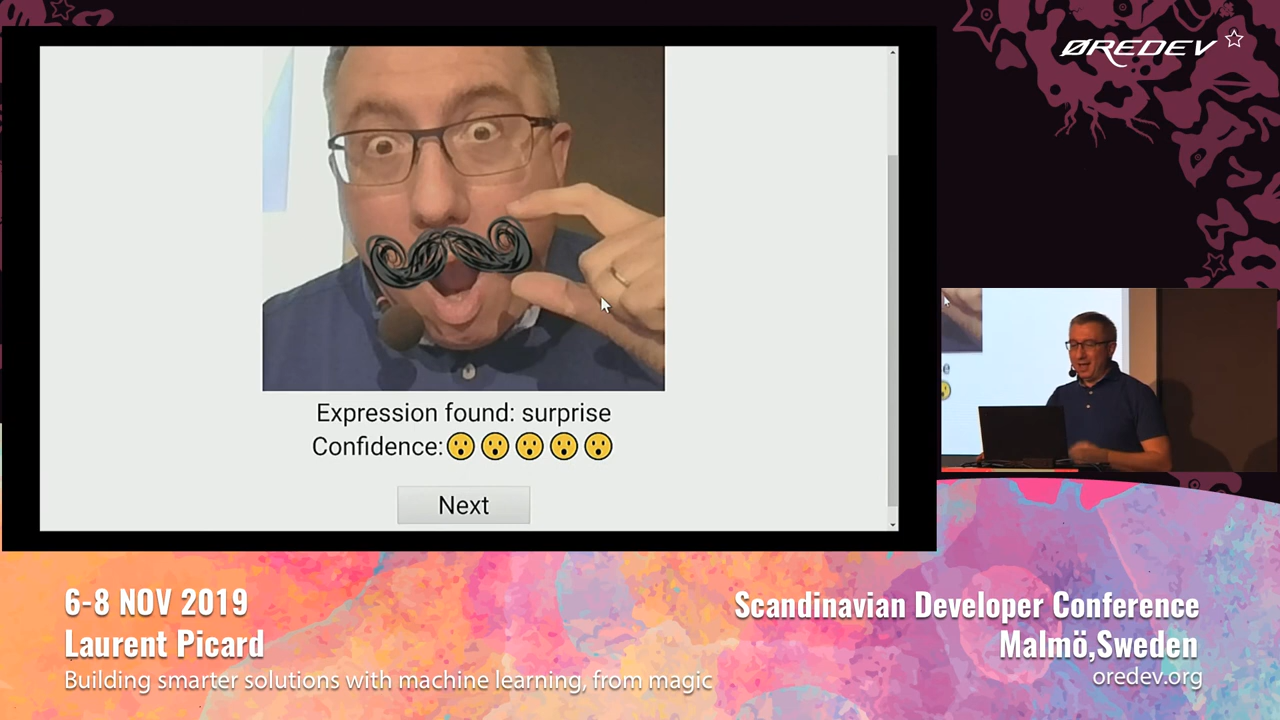 ØREDEV
Expression found: surprise
Confidence:
Next
6-8 NOV 2019
Laurent Picard
Building smarter solutions with machine learning, from magic
Scandinavian Developer Conference
Malmö,Sweden
oredev.org